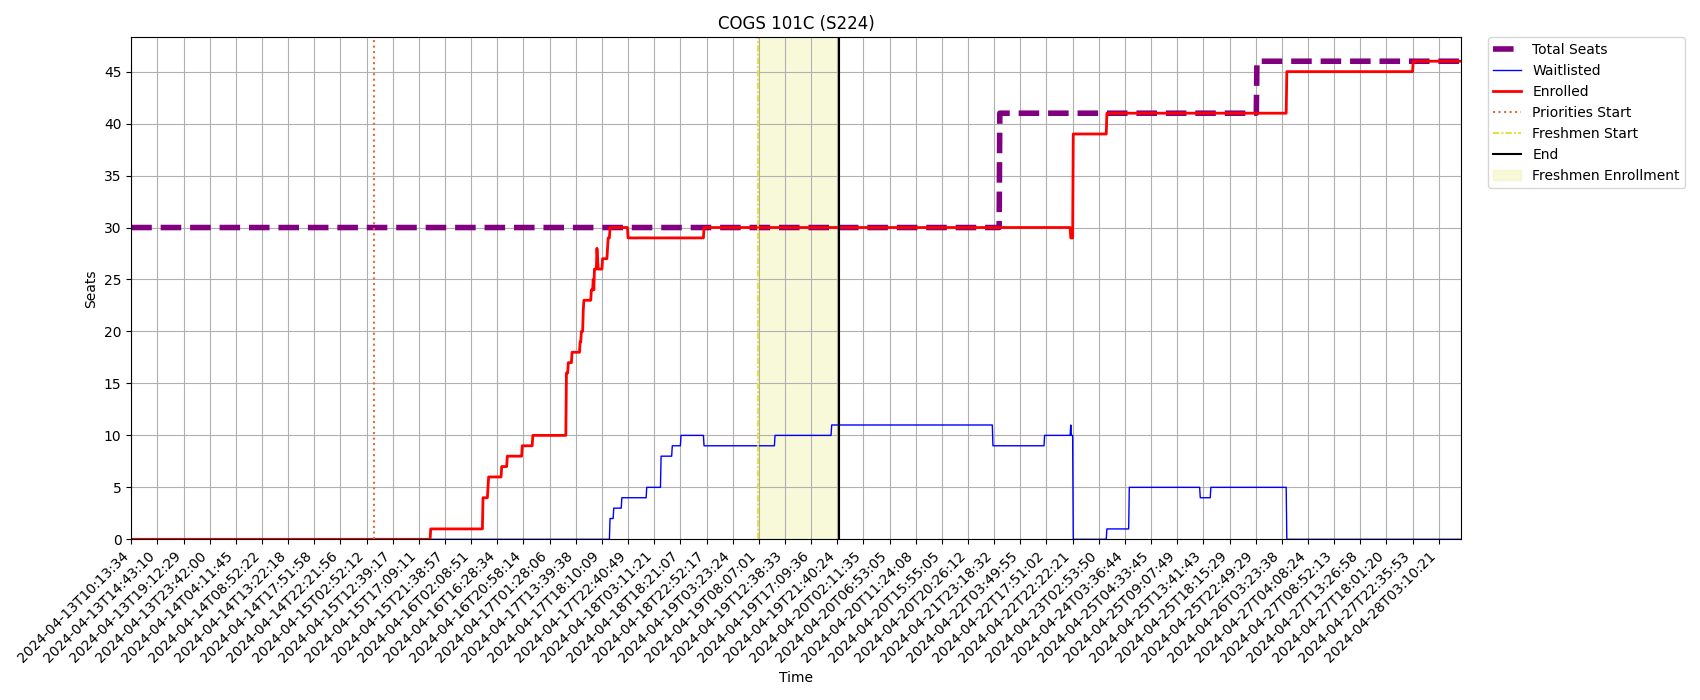 COGS 101C (S224)
Total Seats
Waitlisted
Enrolled
Priorities Start
Freshmen Start
End
Freshmen Enrollment
Seats
45
40
35
30
25
20
15
10
5
0
2024-04-13T10:13:34
2024-04-13T14:43:10
2024-04-13T19:12:29
2024-04-13T23:42:00
2024-04-14T04:11:45
2024-04-14T08:52:22
2024-04-14T13:22:18
2024-04-14T17:51:58
2024-04-14T22:21:56
2024-04-15T02:52:12
2024-04-15T12:39:17
2024-04-15T17:09:11
2024-04-15T21:38:57
2024-04-16T02:08:51
2024-04-16T16:28:34
2024-04-16T20:58:14
2024-04-17T01:28:06
2024-04-17T13:39:38
2024-04-17T18:10:09
2024-04-17T22:40:49
2024-04-18T03:11:21
2024-04-18T18:21:07
2024-04-18T22:52:17
2024-04-19T03:23:24
2024-04-19T08:07:01
2024-04-19T12:38:33
2024-04-19T17:09:36
2024-04-19T21:40:24
2024-04-20T02:11:35
2024-04-20T06:53:05
2024-04-20T11:24:08
2024-04-20T15:55:05
2024-04-20T20:26:12
2024-04-21T23:18:32
2024-04-22T03:49:55
2024-04-22T17:51:02
2024-04-22T22:22:21
2024-04-23T02:53:50
2024-04-24T03:36:44
2024-04-25T04:33:45
2024-04-25T09:07:49
2024-04-25T13:41:43
2024-04-25T18:15:29
2024-04-25T22:49:29
2024-04-26T03:23:38
2024-04-27T04:08:24
2024-04-27T08:52:13
2024-04-27T13:26:58
2024-04-27T18:01:20
2024-04-27T22:35:53
2024-04-28T03:10:21
Time